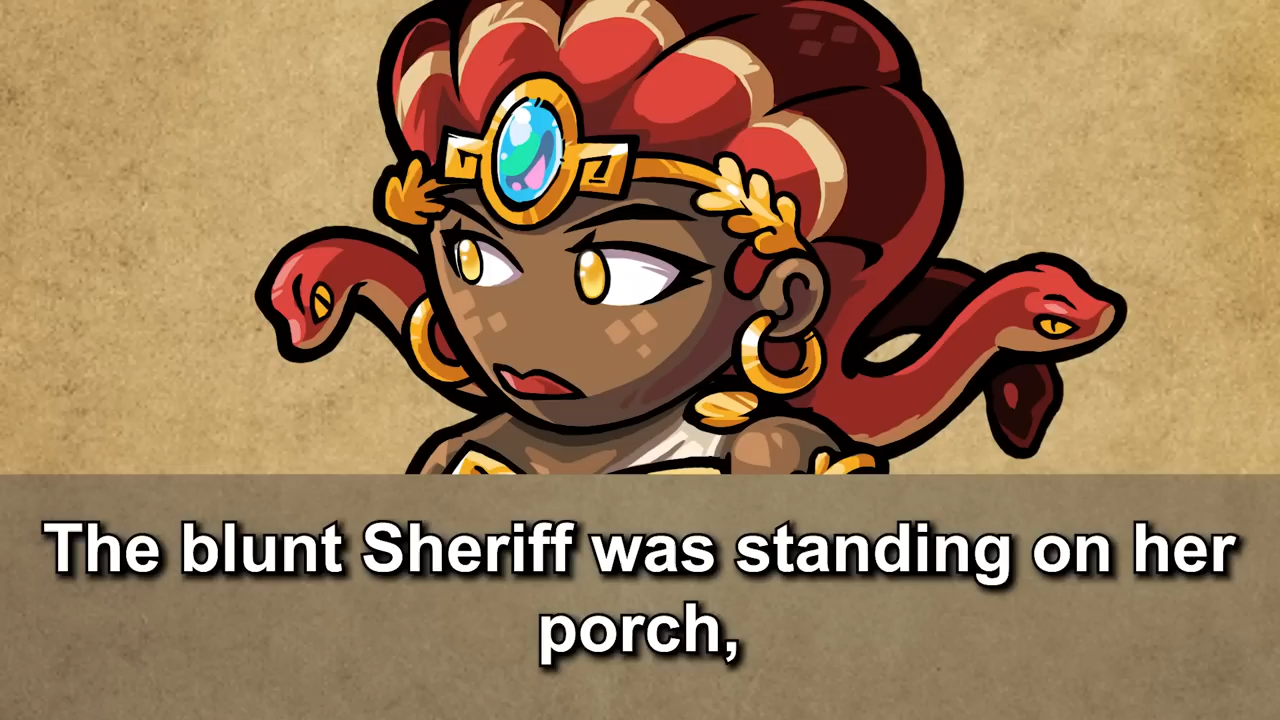 The blunt Sheriff was standing on her
porch,